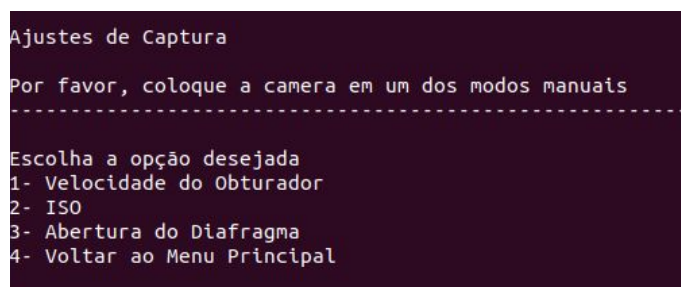 Ajustes de Captura
Por favor, coloque a camera em um dos modos manuais
--------------------------------------------------------
Escolha a opção desejada
1- Velocidade do Obturador
2- ISO
3- Abertura do Diafragma
4- Voltar ao Menu Principal